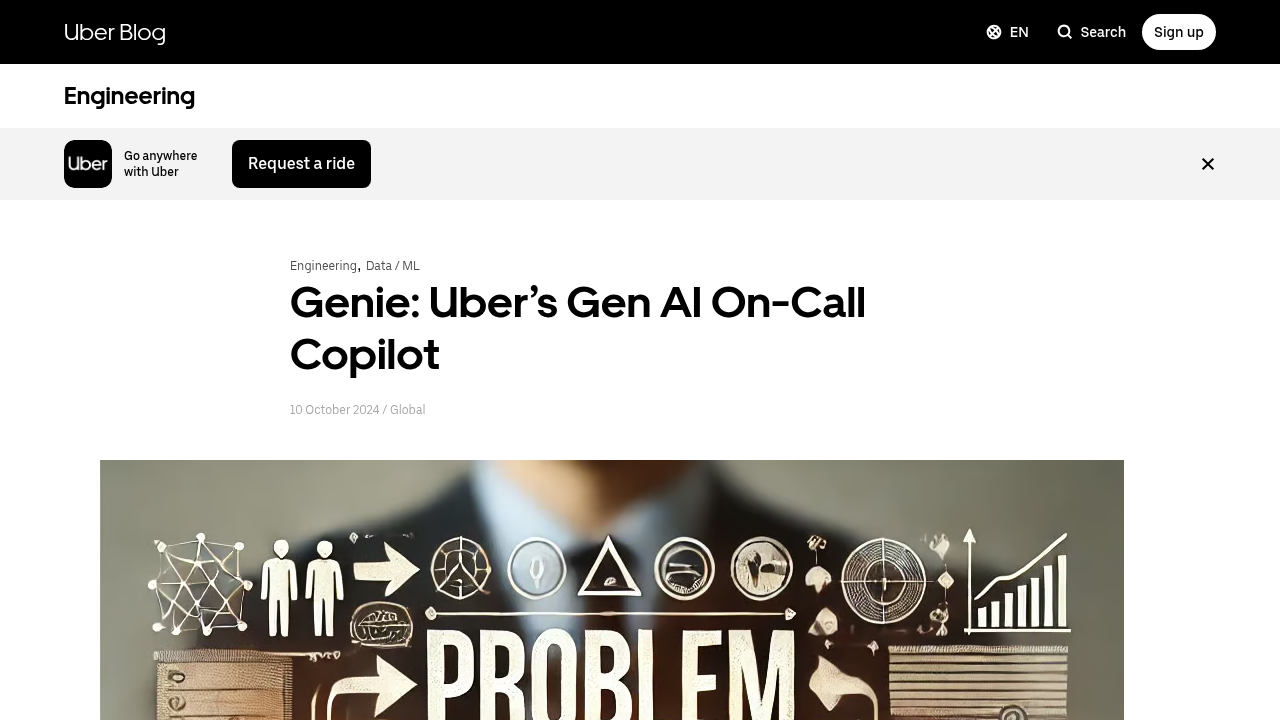 Uber Blog
EN
Search
Sign up
Engineering
Uber
Go anywhere
with Uber
Request a ride
Engineering, Data / ML
Genie: Uber’s Gen AI On-Call
Copilot
10 October 2024 / Global
PROBLEM